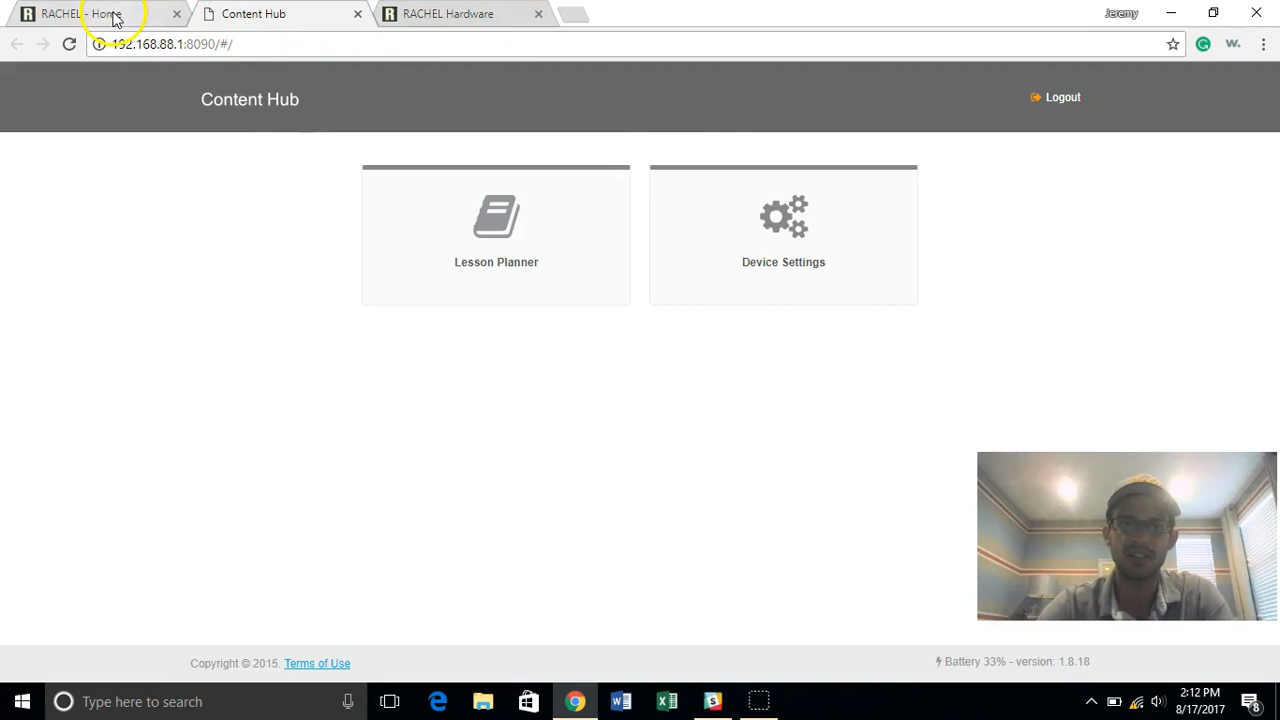 RACHEL - Home
Content Hub
RACHEL Hardware
Jeremy
192.168.88.1:8090/#/
Content Hub
Logout
Lesson Planner
Device Settings
Copyright © 2015. Terms of Use
Battery 33% - version: 1.8.18
Type here to search
2:12 PM
8/17/2017
8